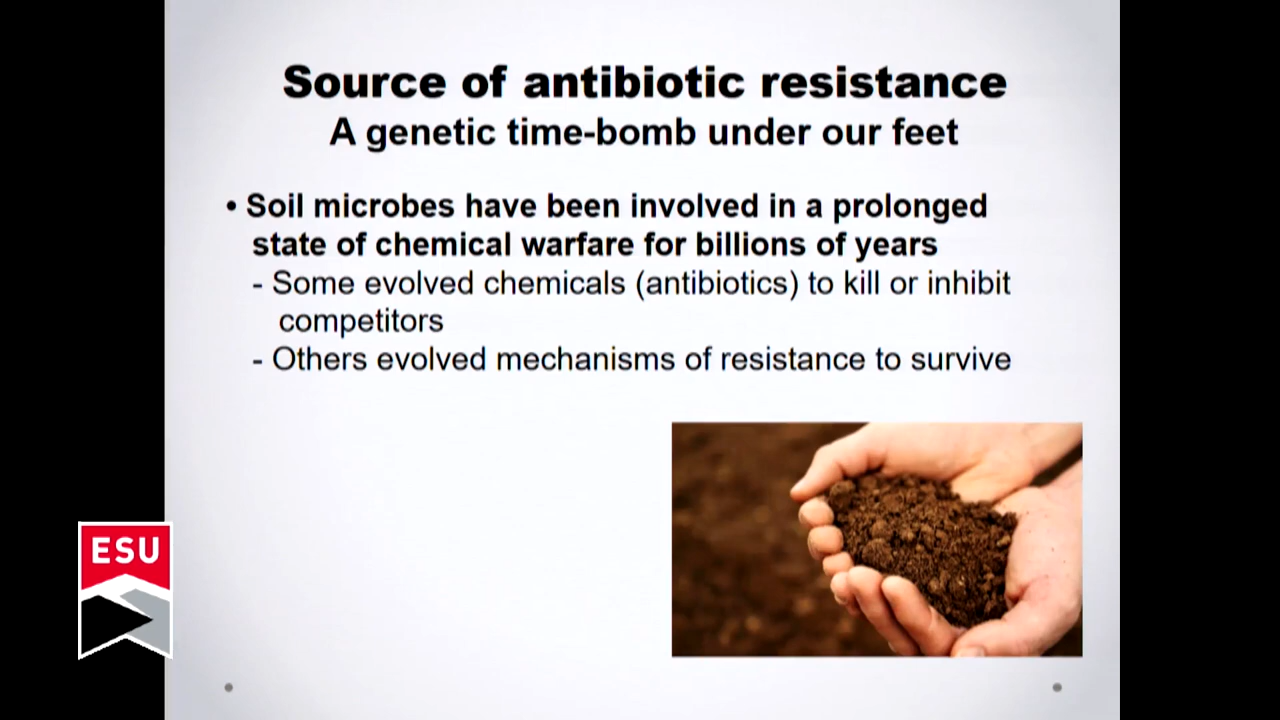 Source of antibiotic resistance
A genetic time-bomb under our feet
• Soil microbes have been involved in a prolonged
state of chemical warfare for billions of years
- Some evolved chemicals (antibiotics) to kill or inhibit
competitors
- Others evolved mechanisms of resistance to survive
ESU